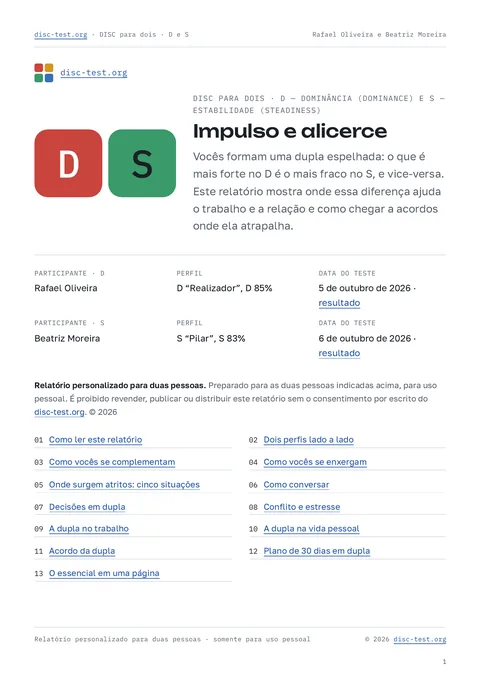 disc-test.org · DISC para dois · D e S
Rafael Oliveira e Beatriz Moreira
disc-test.org
D S
DISC PARA DOIS · D — DOMINÂNCIA (DOMINANCE) E S —
ESTABILIDADE (STEADINESS)
Impulso e alicerce
Vocês formam uma dupla espelhada: o que é
mais forte no D é o mais fraco no S, e vice-versa.
Este relatório mostra onde essa diferença ajuda
o trabalho e a relação e como chegar a acordos
onde ela atrapalha.
PARTICIPANTE · D
Rafael Oliveira
PERFIL
D “Realizador”, D 85%
DATA DO TESTE
5 de outubro de 2026 ·
resultado
PARTICIPANTE · S
Beatriz Moreira
PERFIL
S “Pilar”, S 83%
DATA DO TESTE
6 de outubro de 2026 ·
resultado
Relatório personalizado para duas pessoas. Preparado para as duas pessoas indicadas acima, para uso
pessoal. É proibido revender, publicar ou distribuir este relatório sem o consentimento por escrito do
disc-test.org. © 2026
01 Como ler este relatório
02 Dois perfis lado a lado
03 Como vocês se complementam
04 Como vocês se enxergam
05 Onde surgem atritos: cinco situações
06 Como conversar
07 Decisões em dupla
08 Conflito e estresse
09 A dupla no trabalho
10 A dupla na vida pessoal
11 Acordo da dupla
12 Plano de 30 dias em dupla
13 O essencial em uma página
Relatório personalizado para duas pessoas · somente para uso pessoal
© 2026 disc-test.org
1